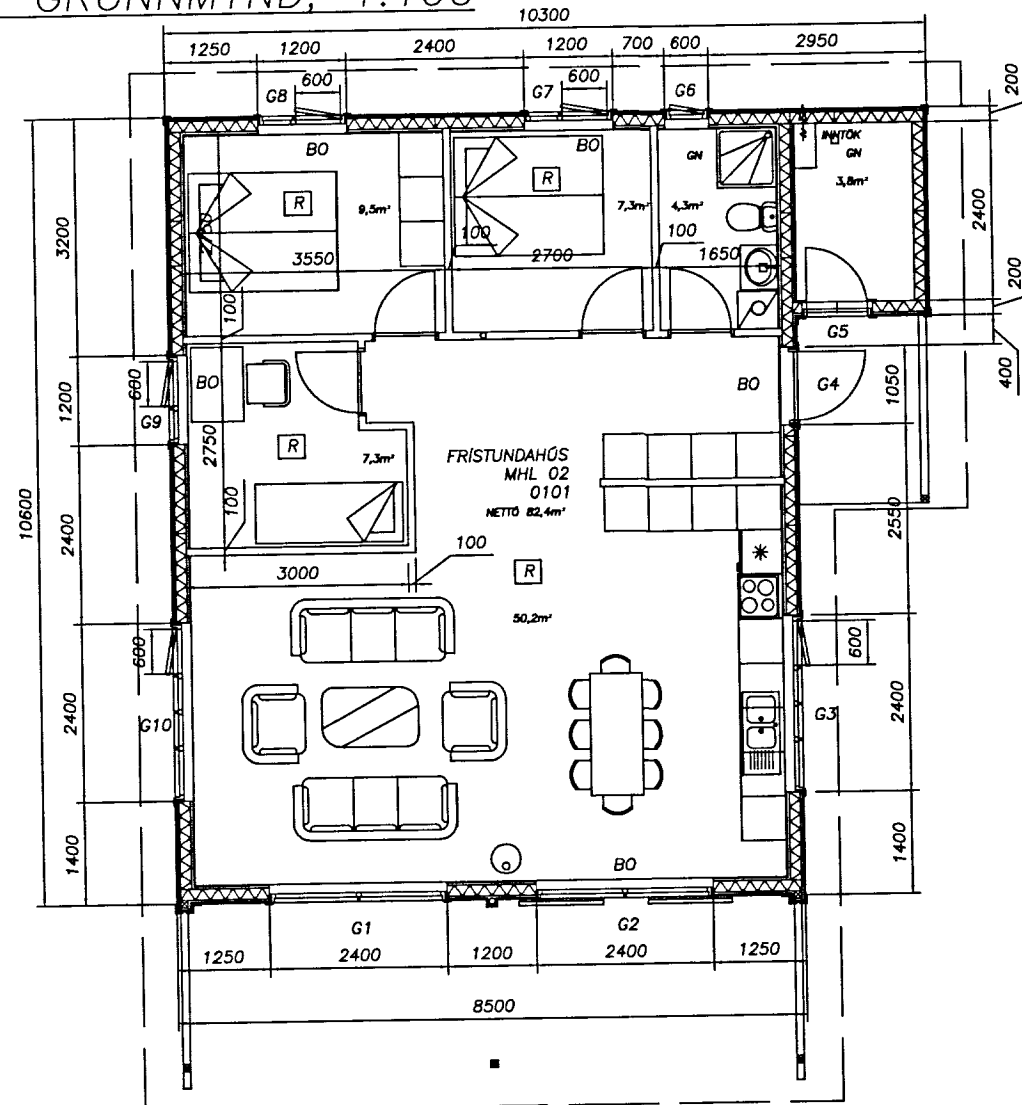 GRUNNMYND, 1:100
10300
1250 1200 2400 1200 700 600 2950
600 600
G8 G7 G6
200
BO BO GN INNTÖK
GN
R R
9,5m² 7,3m² 4,3m² 3,8m²
3200
2400
100 100
3550 2700 1650
100
200
G5
400
600
BO BO G4
1200
1050
G9
2750
R
7,3m²
FRÍSTUNDAHÚS
MHL 02
0101
NETTÓ 82,4m²
10600
2400
100
2550
100
3000
R
50,2m²
600 600
2400
G10 G3
2400
1400
1400
BO
G1 G2
1250 2400 1200 2400 1250
8500